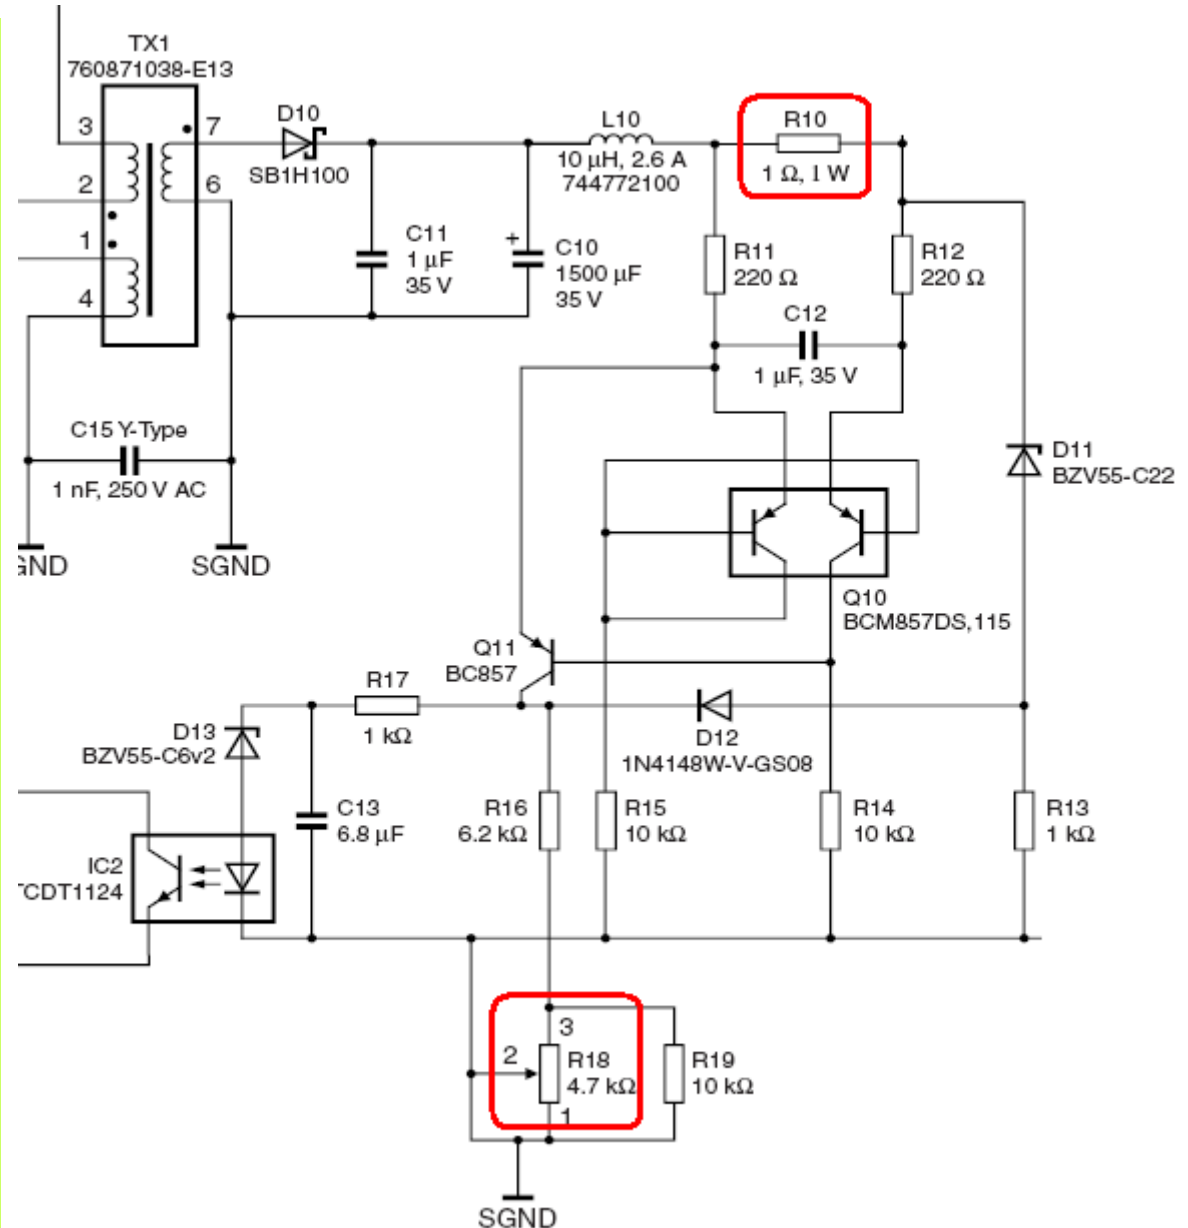 TX1
760871038-E13
3
7
2
6
1
4
D10
SB1H100
L10
10 µH, 2.6 A
744772100
R10
1 Ω, 1 W
C11
1 µF
35 V
+
C10
1500 µF
35 V
R11
220 Ω
R12
220 Ω
C12
1 µF, 35 V
C15 Y-Type
1 nF, 250 V AC
D11
BZV55-C22
GND
SGND
Q10
BCM857DS,115
Q11
BC857
R17
1 kΩ
D13
BZV55-C6v2
D12
1N4148W-V-GS08
C13
6.8 µF
R16
6.2 kΩ
R15
10 kΩ
R14
10 kΩ
R13
1 kΩ
IC2
TCDT1124
3
2
R18
4.7 kΩ
1
R19
10 kΩ
SGND